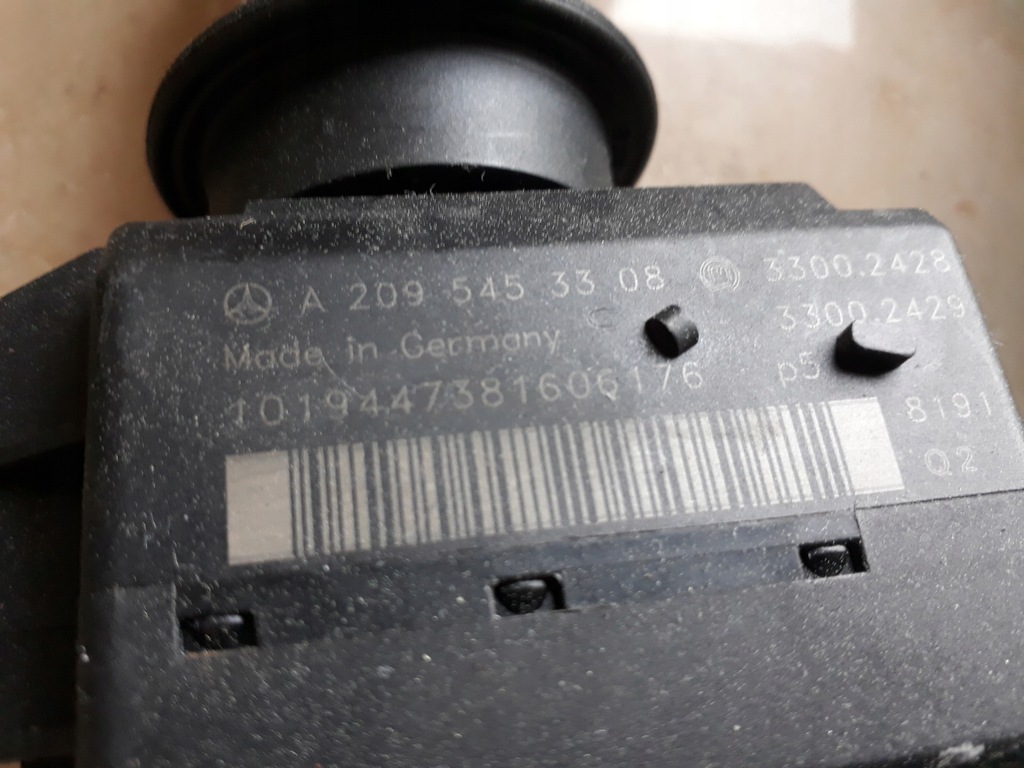 A 209 545 33 08 3300.2428
3300.2429
Made in Germany
p5
1019447381606176
8191
Q2